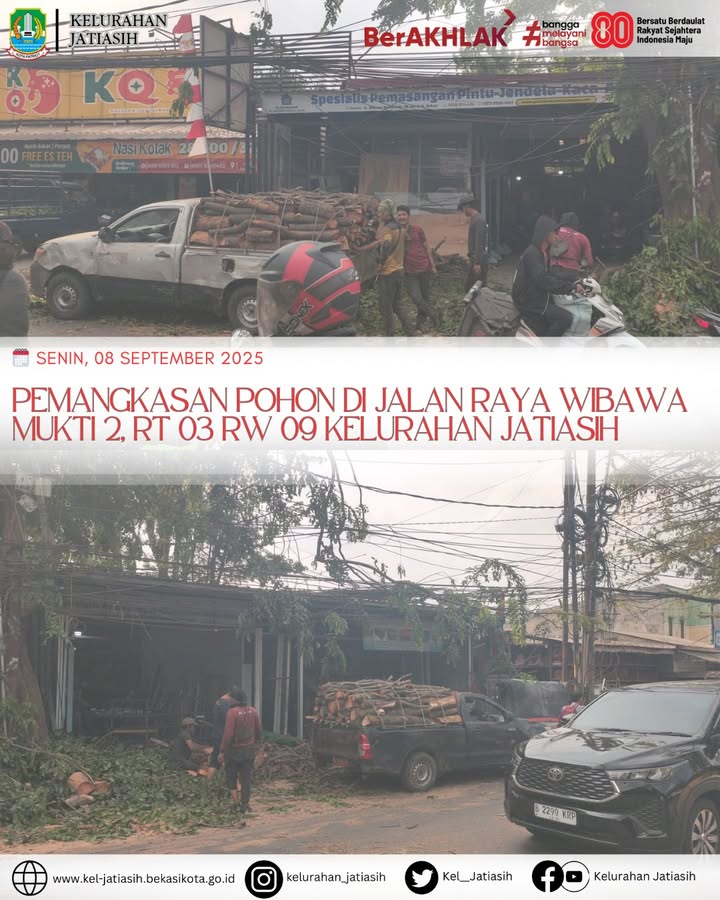 KELURAHAN
JATIASIH
BerAKHLAK
#bangga
melayani
bangsa
80
Bersatu Berdaulat
Rakyat Sejahtera
Indonesia Maju
KQ5
FREE ES TEH
Nasi Kotak
Spesialis Pemasangan Pintu-Jendela-Kaca
SENIN, 08 SEPTEMBER 2025
PEMANGKASAN POHON DI JALAN RAYA WIBAWA
MUKTI 2, RT 03 RW 09 KELURAHAN JATIASIH
B 2299 KRP
www.kel-jatiasih.bekasikota.go.id
kelurahan_jatiasih
Kel__Jatiasih
Kelurahan Jatiasih